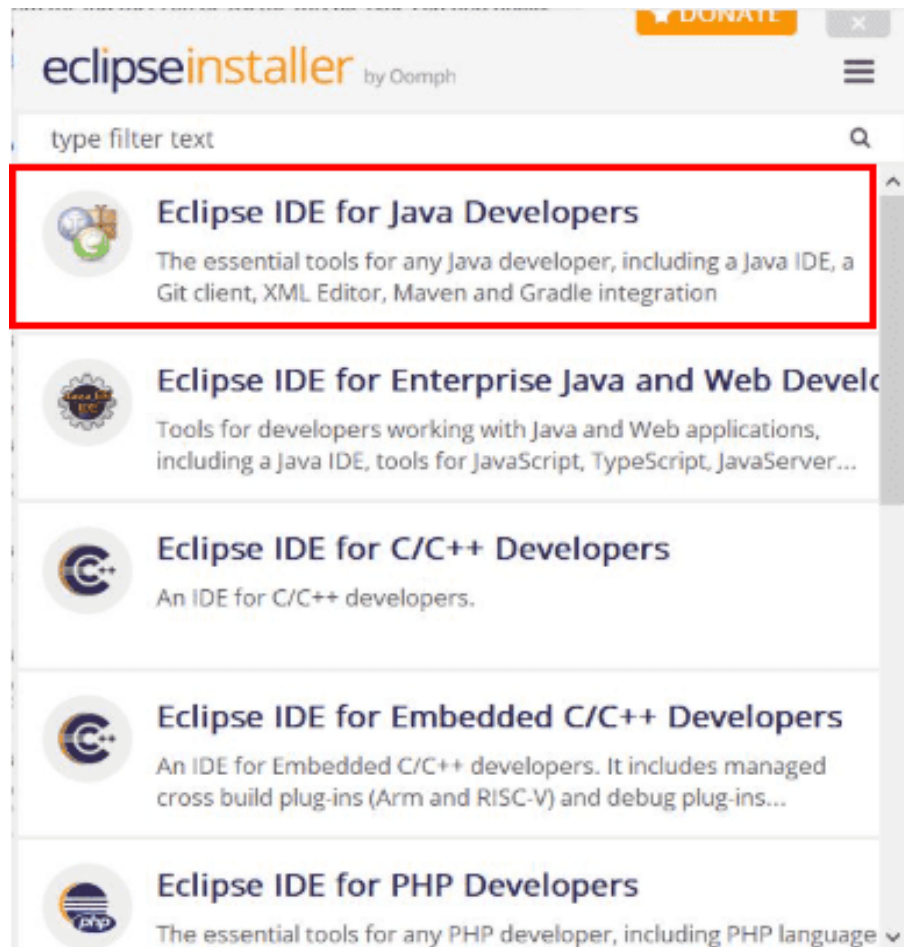 DONATE
eclipseinstaller by Oomph
type filter text
Eclipse IDE for Java Developers
The essential tools for any Java developer, including a Java IDE, a
Git client, XML Editor, Maven and Gradle integration
Eclipse IDE for Enterprise Java and Web Develo
Tools for developers working with Java and Web applications,
including a Java IDE, tools for JavaScript, TypeScript, JavaServer...
Eclipse IDE for C/C++ Developers
An IDE for C/C++ developers.
Eclipse IDE for Embedded C/C++ Developers
An IDE for Embedded C/C++ developers. It includes managed
cross build plug-ins (Arm and RISC-V) and debug plug-ins...
Eclipse IDE for PHP Developers
php
The essential tools for any PHP developer, including PHP language